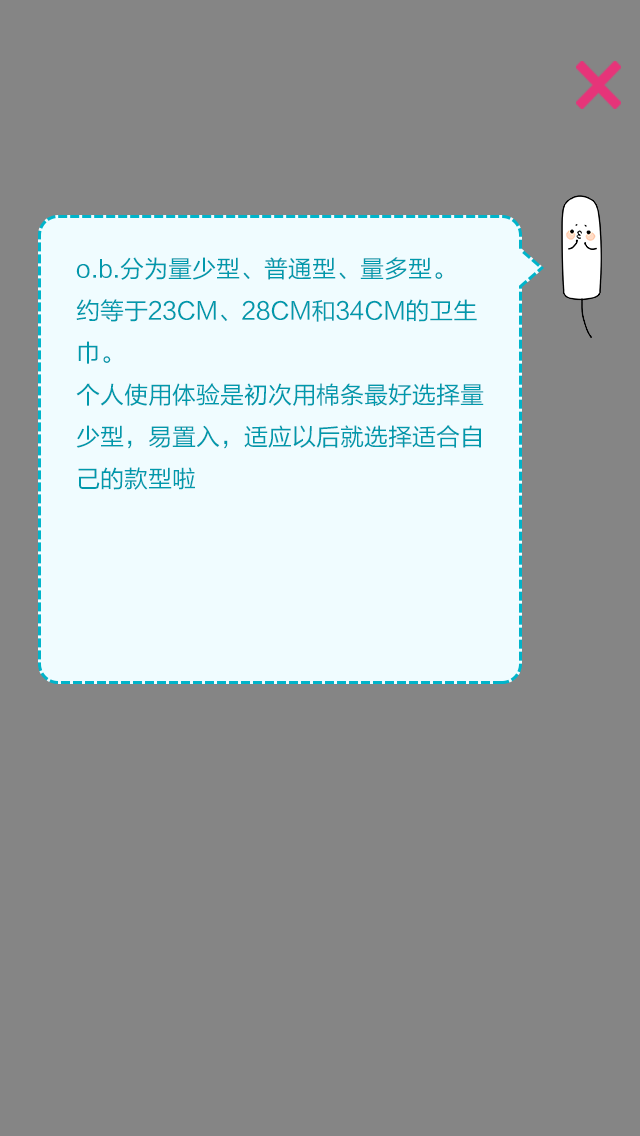 o.b.分为量少型、普通型、量多型。
约等于23CM、28CM和34CM的卫生
巾。
个人使用体验是初次用棉条最好选择量
少型，易置入，适应以后就选择适合自
己的款型啦